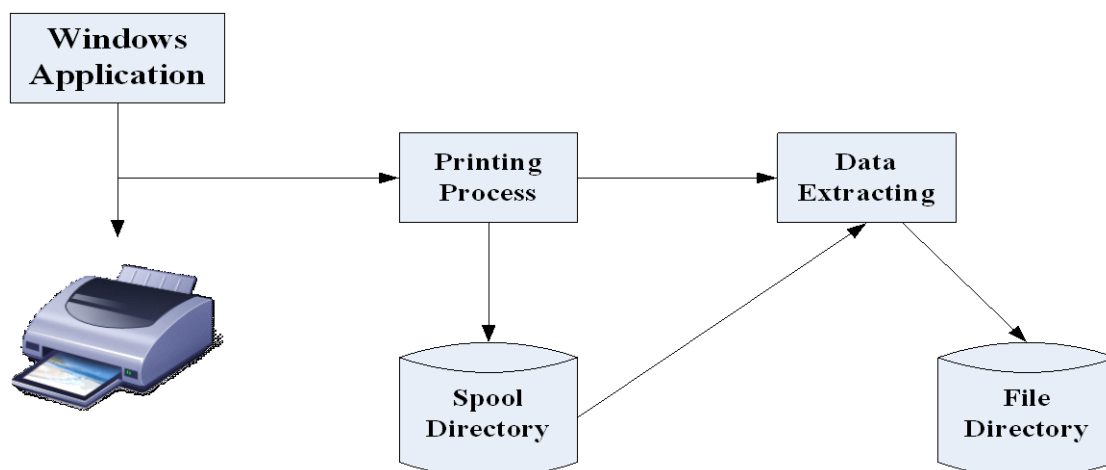 Windows
Application
Printing
Process
Data
Extracting
Spool
Directory
File
Directory